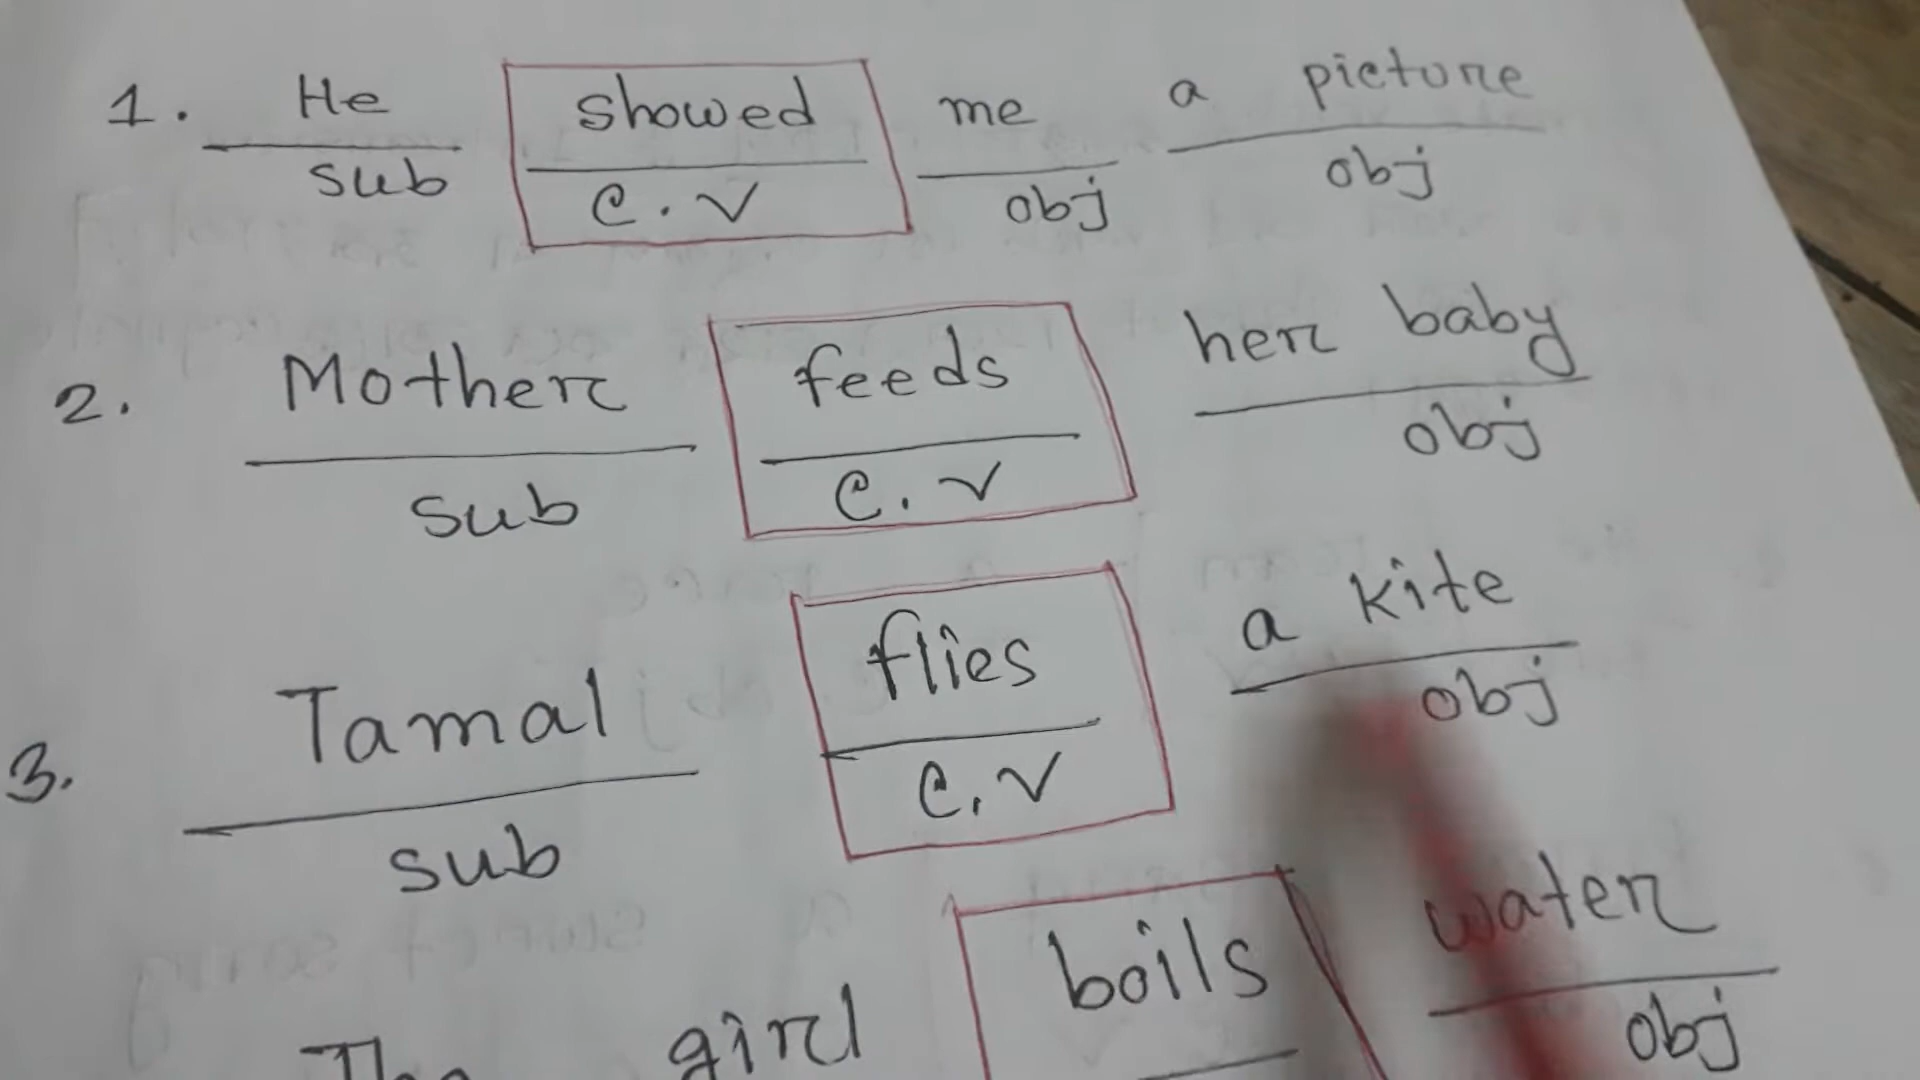 1. He showed me a picture
sub c.v obj obj
2. Mother feeds her baby
sub c.v obj
3. Tamal flies a kite
sub c.v obj
The girl boils water
obj